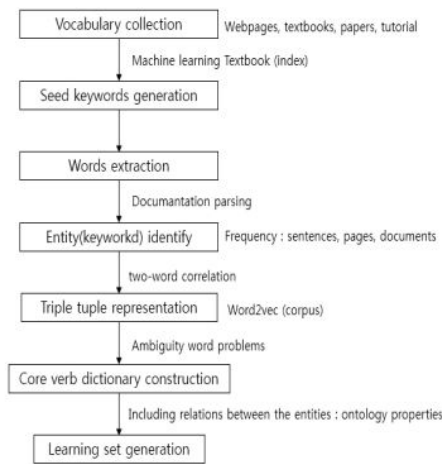 Vocabulary collection
Webpages, textbooks, papers, tutorial
Machine learning Textbook (index)
Seed keywords generation
Words extraction
Documantation parsing
Entity(keyworkd) identify
Frequency : sentences, pages, documents
two-word correlation
Triple tuple representation
Word2vec (corpus)
Ambiguity word problems
Core verb dictionary construction
Including relations between the entities : ontology properties
Learning set generation